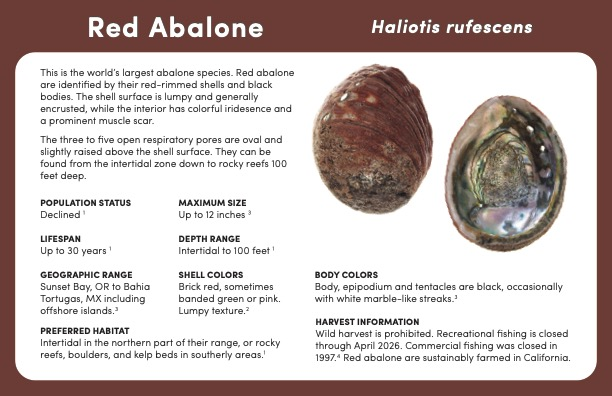 Red Abalone
Haliotis rufescens
This is the world's largest abalone species. Red abalone
are identified by their red-rimmed shells and black
bodies. The shell surface is lumpy and generally
encrusted, while the interior has colorful iridesence and
a prominent muscle scar.
The three to five open respiratory pores are oval and
slightly raised above the shell surface. They can be
found from the intertidal zone down to rocky reefs 100
feet deep.
POPULATION STATUS
Declined ¹
MAXIMUM SIZE
Up to 12 inches ³
LIFESPAN
Up to 30 years ¹
DEPTH RANGE
Intertidal to 100 feet ¹
GEOGRAPHIC RANGE
Sunset Bay, OR to Bahia
Tortugas, MX including
offshore islands.³
SHELL COLORS
Brick red, sometimes
banded green or pink.
Lumpy texture.²
PREFERRED HABITAT
Intertidal in the northern part of their range, or rocky
reefs, boulders, and kelp beds in southerly areas.¹
BODY COLORS
Body, epipodium and tentacles are black, occasionally
with white marble-like streaks.³
HARVEST INFORMATION
Wild harvest is prohibited. Recreational fishing is closed
through April 2026. Commercial fishing was closed in
1997.⁴ Red abalone are sustainably farmed in California.